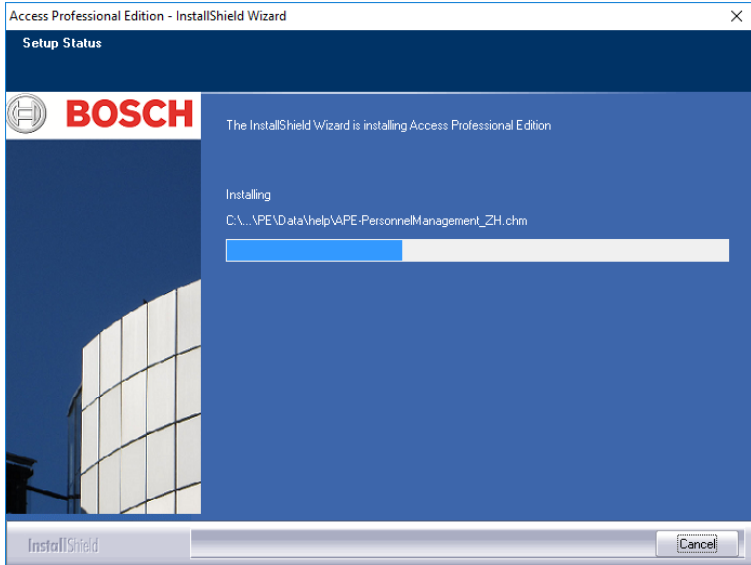 Access Professional Edition - InstallShield Wizard
Setup Status
BOSCH
The InstallShield Wizard is installing Access Professional Edition
Installing
C:\...\PE\Data\help\APE-PersonnelManagement_ZH.chm
InstallShield
Cancel